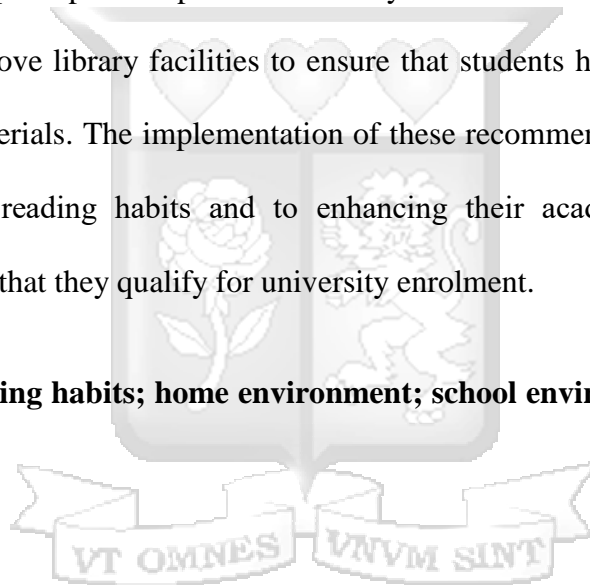 ove library facilities to ensure that students h
erials. The implementation of these recommen
reading habits and to enhancing their acad
that they qualify for university enrolment.
ing habits; home environment; school envir
VT OMNES VNVM SINT